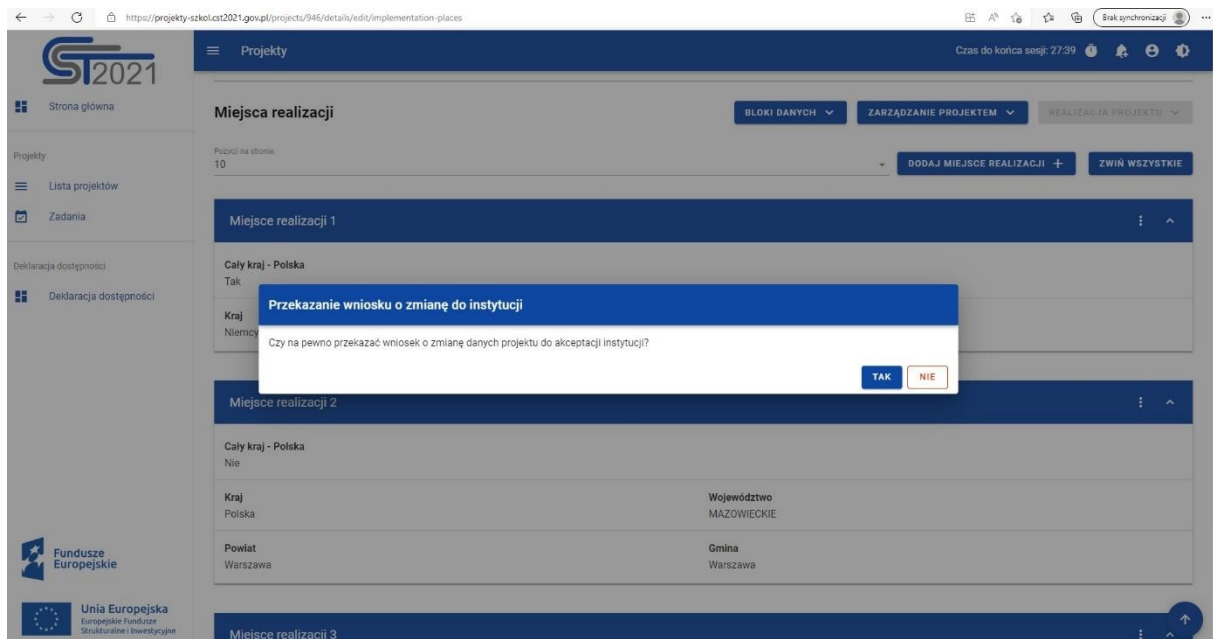 https://projekty-szkol.cst2021.gov.pl/projects/946/details/edit/implementation-places
Brak synchronizacji
CST2021
Projekty
Czas do końca sesji: 27:39
Strona główna
Projekty
Lista projektów
Zadania
Deklaracja dostępności
Deklaracja dostępności
Miejsca realizacji
BLOKI DANYCH
ZARZĄDZANIE PROJEKTEM
REALIZACJA PROJEKTU
Pozycji na stronie
10
DODAJ MIEJSCE REALIZACJI +
ZWIŃ WSZYSTKIE
Miejsce realizacji 1
Cały kraj - Polska
Tak
Kraj
Niemcy
Przekazanie wniosku o zmianę do instytucji
Czy na pewno przekazać wniosek o zmianę danych projektu do akceptacji instytucji?
TAK
NIE
Miejsce realizacji 2
Cały kraj - Polska
Nie
Kraj
Polska
Województwo
MAZOWIECKIE
Powiat
Warszawa
Gmina
Warszawa
Miejsce realizacji 3
Fundusze
Europejskie
Unia Europejska
Europejskie Fundusze
Strukturalne i Inwestycyjne